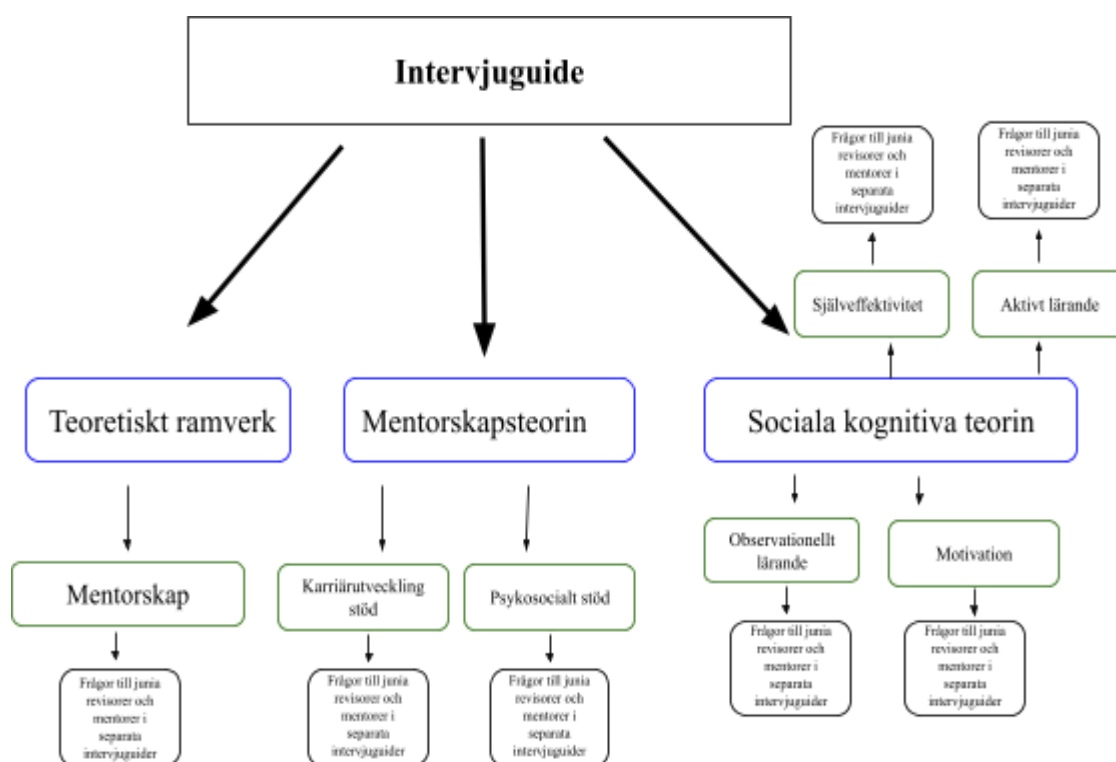 Intervjuguide
Frågor till junia
revisorer och
mentorer i
separata
intervjuguider
Frågor till junia
revisorer och
mentorer i
separata
intervjuguider
Själveffektivitet
Aktivt lärande
Teoretiskt ramverk
Mentorskapsteorin
Sociala kognitiva teorin
Observationellt
lärande
Motivation
Mentorskap
Karriärutveckling
stöd
Psykosocialt stöd
Frågor till junia
revisorer och
mentorer i
separata
intervjuguider
Frågor till junia
revisorer och
mentorer i
separata
intervjuguider
Frågor till junia
revisorer och
mentorer i
separata
intervjuguider
Frågor till junia
revisorer och
mentorer i
separata
intervjuguider
Frågor till junia
revisorer och
mentorer i
separata
intervjuguider